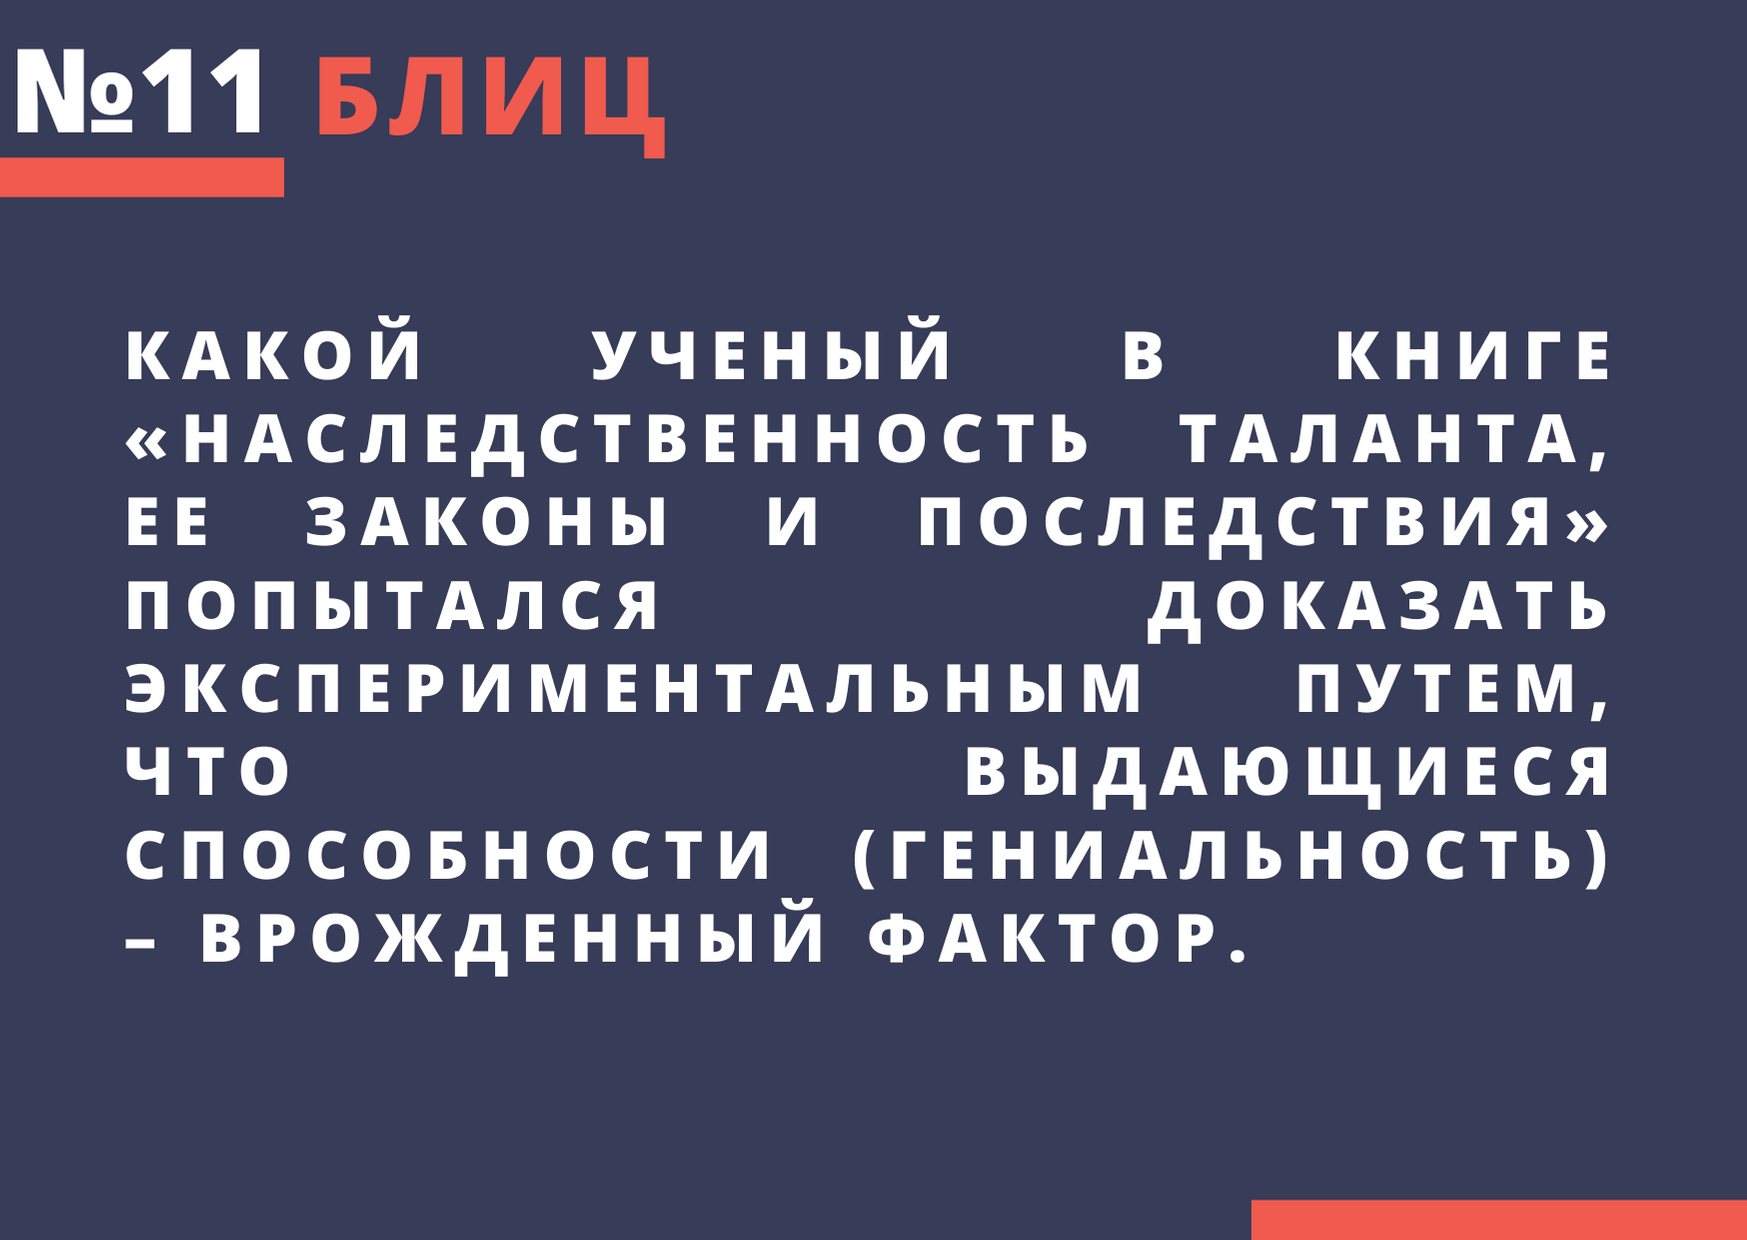 №11 БЛИЦ
КАКОЙ УЧЕНЫЙ В КНИГЕ
«НАСЛЕДСТВЕННОСТЬ ТАЛАНТА,
ЕЕ ЗАКОНЫ И ПОСЛЕДСТВИЯ»
ПОПЫТАЛСЯ ДОКАЗАТЬ
ЭКСПЕРИМЕНТАЛЬНЫМ ПУТЕМ,
ЧТО ВЫДАЮЩИЕСЯ
СПОСОБНОСТИ (ГЕНИАЛЬНОСТЬ)
– ВРОЖДЕННЫЙ ФАКТОР.